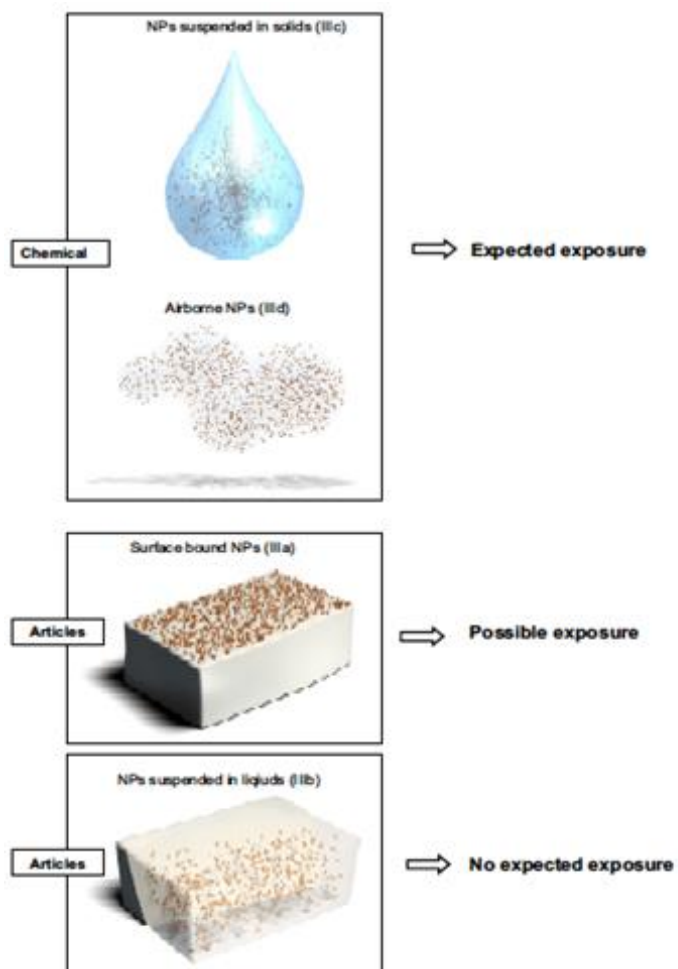 NPs suspended in solids (IIIc)
Chemical
Expected exposure
Airborne NPs (IIId)
Surface bound NPs (IIIa)
Articles
Possible exposure
NPs suspended in liqiuds (IIIb)
Articles
No expected exposure